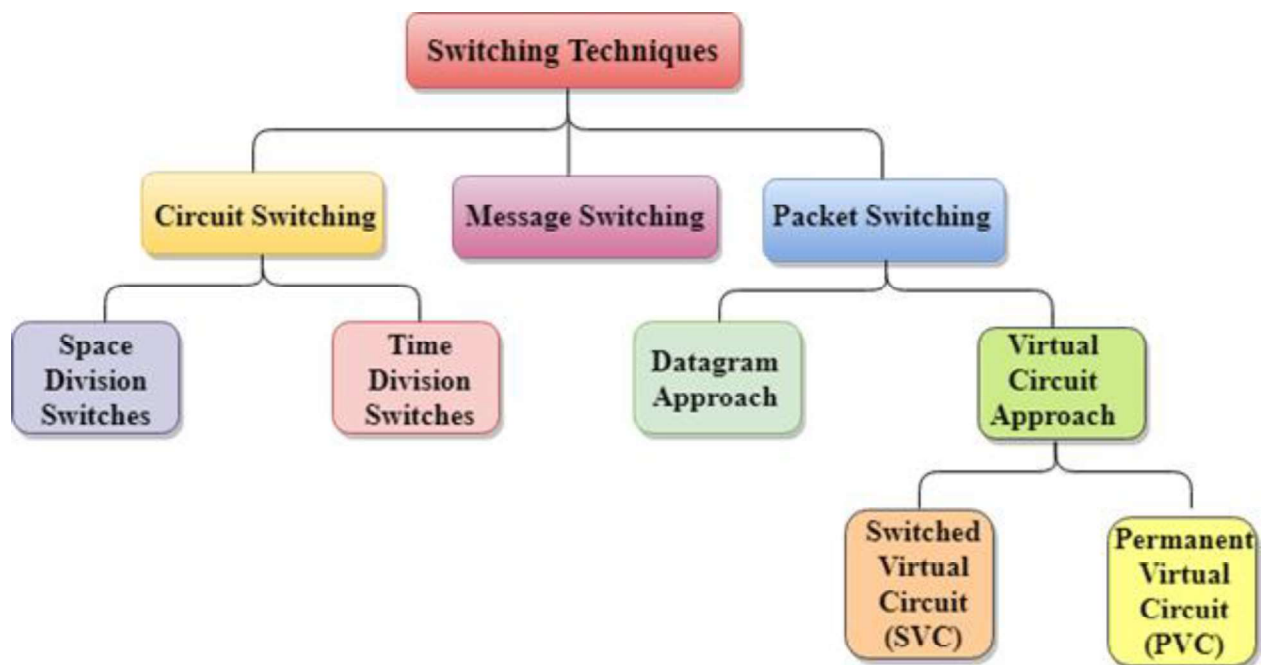 Switching Techniques
Circuit Switching
Message Switching
Packet Switching
Space
Division
Switches
Time
Division
Switches
Datagram
Approach
Virtual
Circuit
Approach
Switched
Virtual
Circuit
(SVC)
Permanent
Virtual
Circuit
(PVC)